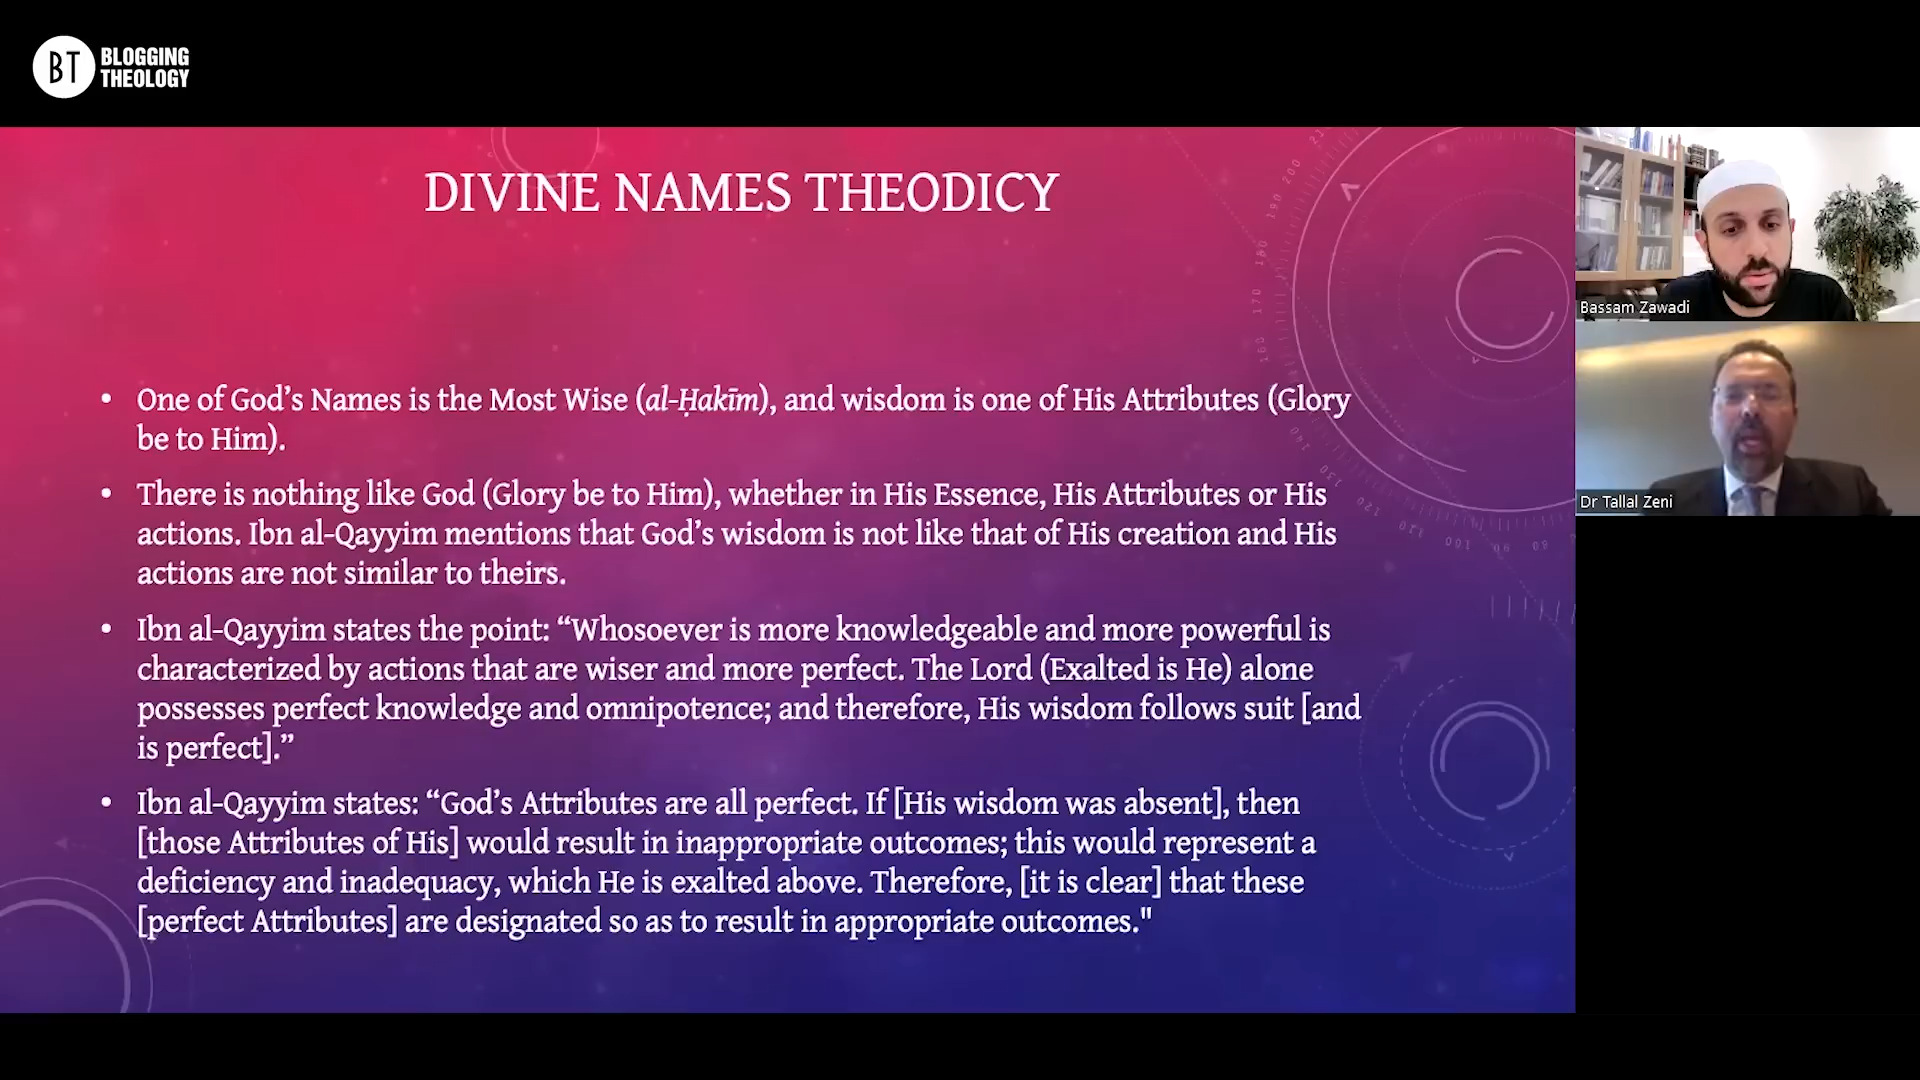 BT BLOGGING
THEOLOGY
DIVINE NAMES THEODICY
• One of God’s Names is the Most Wise (al-Ḥakīm), and wisdom is one of His Attributes (Glory
be to Him).
• There is nothing like God (Glory be to Him), whether in His Essence, His Attributes or His
actions. Ibn al-Qayyim mentions that God’s wisdom is not like that of His creation and His
actions are not similar to theirs.
• Ibn al-Qayyim states the point: “Whosoever is more knowledgeable and more powerful is
characterized by actions that are wiser and more perfect. The Lord (Exalted is He) alone
possesses perfect knowledge and omnipotence; and therefore, His wisdom follows suit [and
is perfect].”
• Ibn al-Qayyim states: “God’s Attributes are all perfect. If [His wisdom was absent], then
[those Attributes of His] would result in inappropriate outcomes; this would represent a
deficiency and inadequacy, which He is exalted above. Therefore, [it is clear] that these
[perfect Attributes] are designated so as to result in appropriate outcomes."
Bassam Zawadi
Dr Tallal Zeni